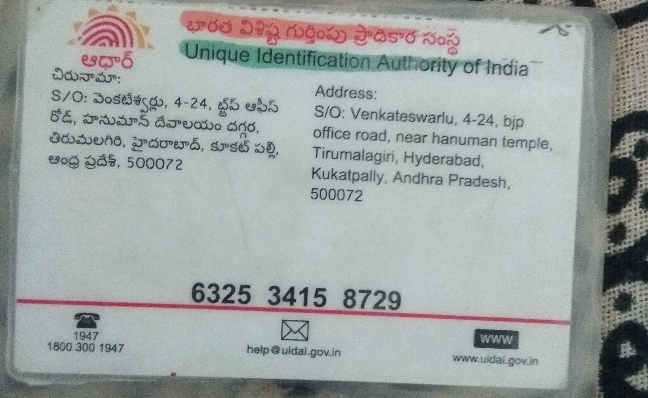 భారత విశిష్ట గుర్తింపు ప్రాధికార సంస్థ
Unique Identification Authority of India
ఆధార్
చిరునామా:
S/O: వెంకటేశ్వర్లు, 4-24, బ్జ్ప్ ఆఫీస్
రోడ్, హనుమాన్ దేవాలయం దగ్గర,
తిరుమలగిరి, హైదరాబాద్, కూకట్ పల్లి,
ఆంధ్ర ప్రదేశ్, 500072
Address:
S/O: Venkateswarlu, 4-24, bjp
office road, near hanuman temple,
Tirumalagiri, Hyderabad,
Kukatpally, Andhra Pradesh,
500072
6325 3415 8729
1947
1800 300 1947
help@uidai.gov.in
www
www.uidai.gov.in